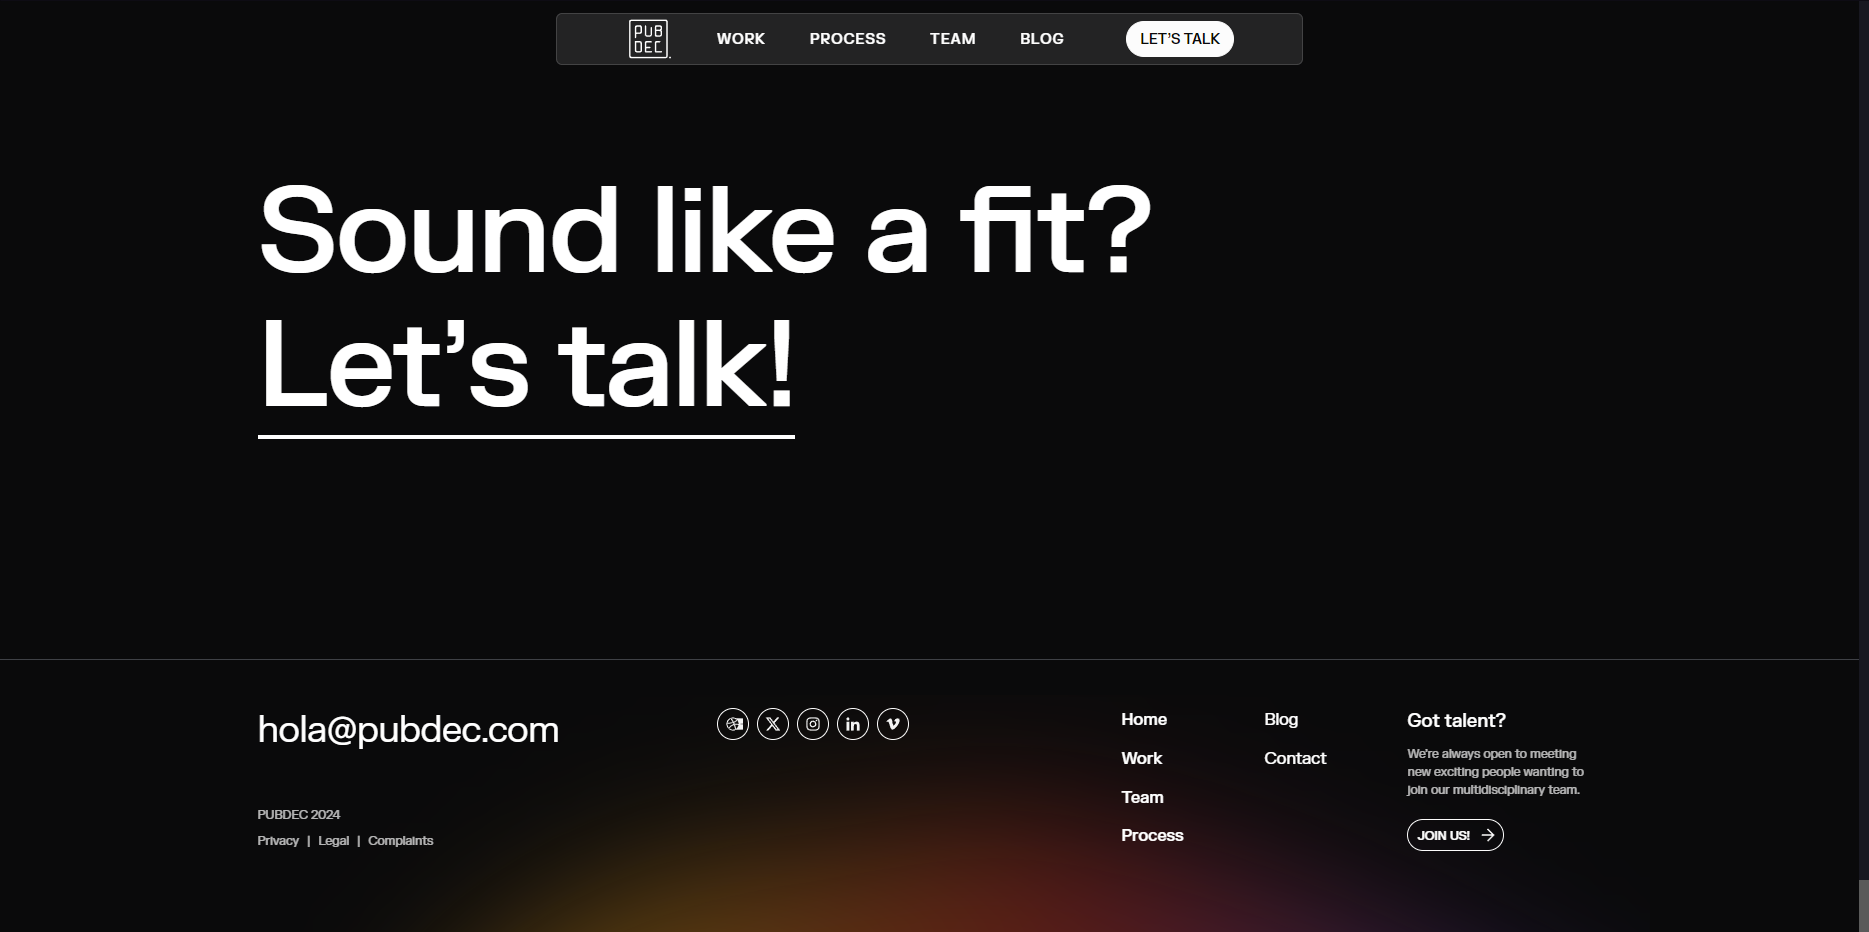 PUB
DEC
WORK
PROCESS
TEAM
BLOG
LET'S TALK
Sound like a fit?
Let’s talk!
hola@pubdec.com
in
Home
Work
Team
Process
Blog
Contact
Got talent?
We're always open to meeting
new exciting people wanting to
join our multidisciplinary team.
JOIN US!
PUBDEC 2024
Privacy | Legal | Complaints